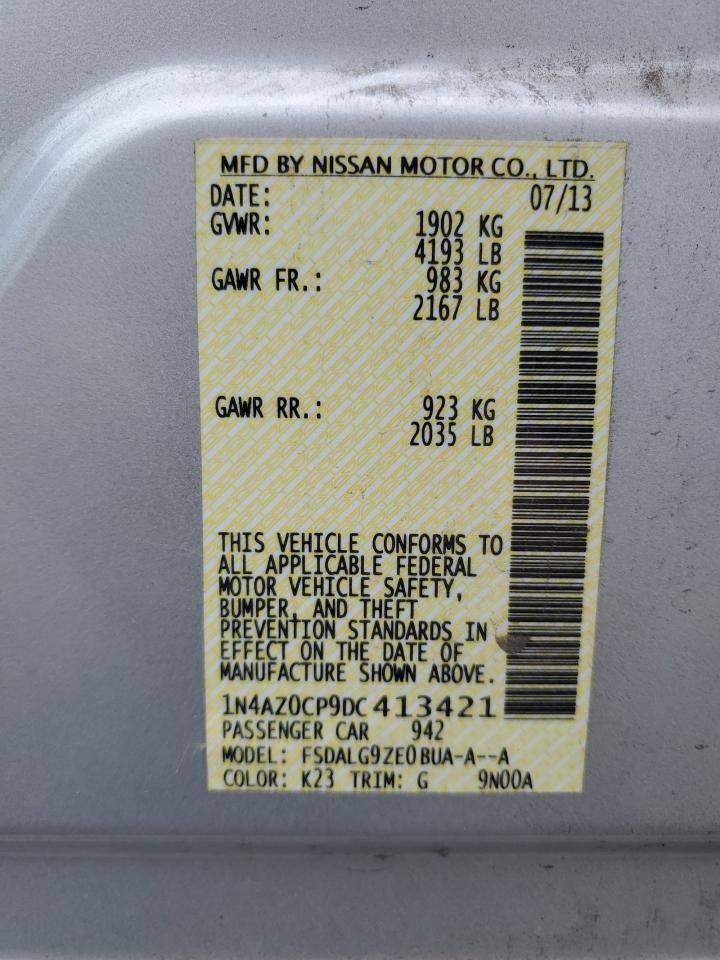 MFD BY NISSAN MOTOR CO., LTD.
DATE: 07/13
GVWR: 1902 KG
4193 LB
GAWR FR.: 983 KG
2167 LB
GAWR RR.: 923 KG
2035 LB
THIS VEHICLE CONFORMS TO
ALL APPLICABLE FEDERAL
MOTOR VEHICLE SAFETY,
BUMPER, AND THEFT
PREVENTION STANDARDS IN
EFFECT ON THE DATE OF
MANUFACTURE SHOWN ABOVE.
1N4AZ0CP9DC413421
PASSENGER CAR 942
MODEL: FSDALG9ZE0BUA-A--A
COLOR: K23 TRIM: G 9N00A